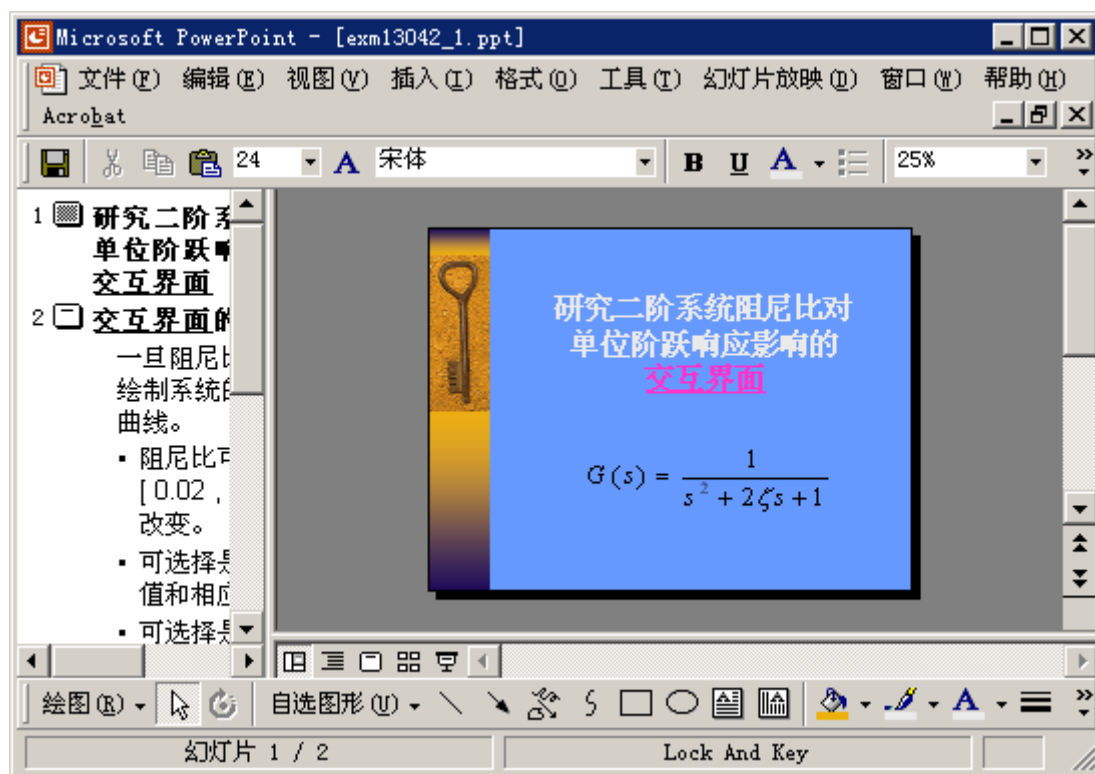 Microsoft PowerPoint - [exm13042_1.ppt]
文件(F) 编辑(E) 视图(V) 插入(I) 格式(O) 工具(T) 幻灯片放映(D) 窗口(W) 帮助(H)
Acrobat
24 A 宋体 B U A 25%
1 研究二阶系
单位阶跃响
交互界面
2 交互界面的
一旦阻尼比
绘制系统的
曲线。
▪ 阻尼比可
[0.02 ,
改变。
▪ 可选择是
值和相应
▪ 可选择是
研究二阶系统阻尼比对
单位阶跃响应影响的
交互界面
G(s) = 1 / (s² + 2ζs + 1)
绘图(R) 自选图形(U) A
幻灯片 1 / 2 Lock And Key